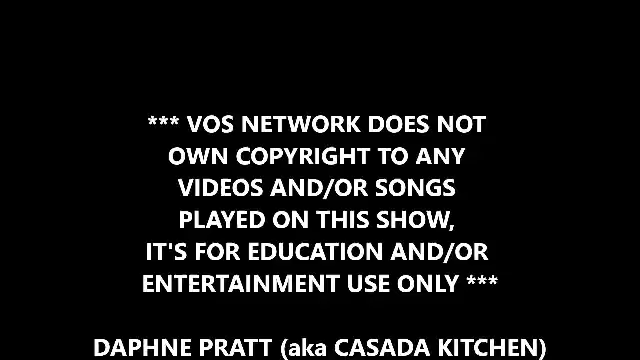 *** VOS NETWORK DOES NOT
OWN COPYRIGHT TO ANY
VIDEOS AND/OR SONGS
PLAYED ON THIS SHOW,
IT'S FOR EDUCATION AND/OR
ENTERTAINMENT USE ONLY ***
DAPHNE PRATT (aka CASADA KITCHEN)